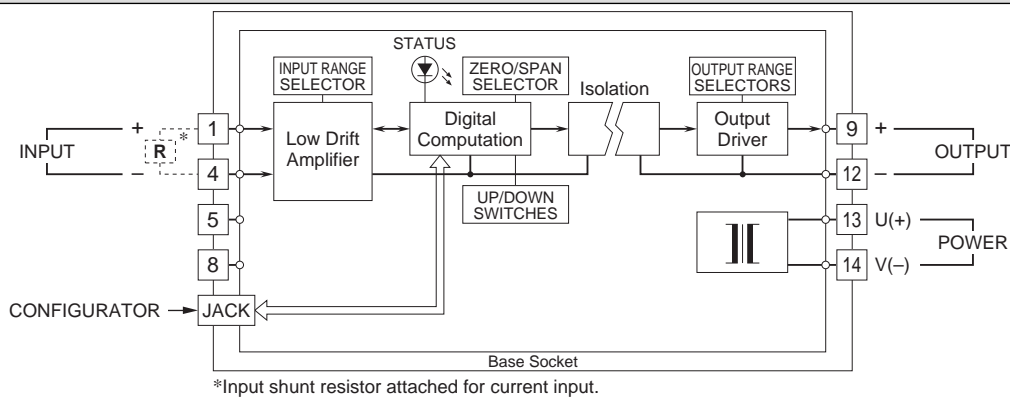 STATUS
INPUT RANGE
SELECTOR
ZERO/SPAN
SELECTOR
Isolation
OUTPUT RANGE
SELECTORS
INPUT
+
–
R
*
1
4
5
8
Low Drift
Amplifier
Digital
Computation
UP/DOWN
SWITCHES
Output
Driver
9
+
12
–
OUTPUT
13
U(+)
14
V(–)
POWER
CONFIGURATOR
JACK
Base Socket
*Input shunt resistor attached for current input.